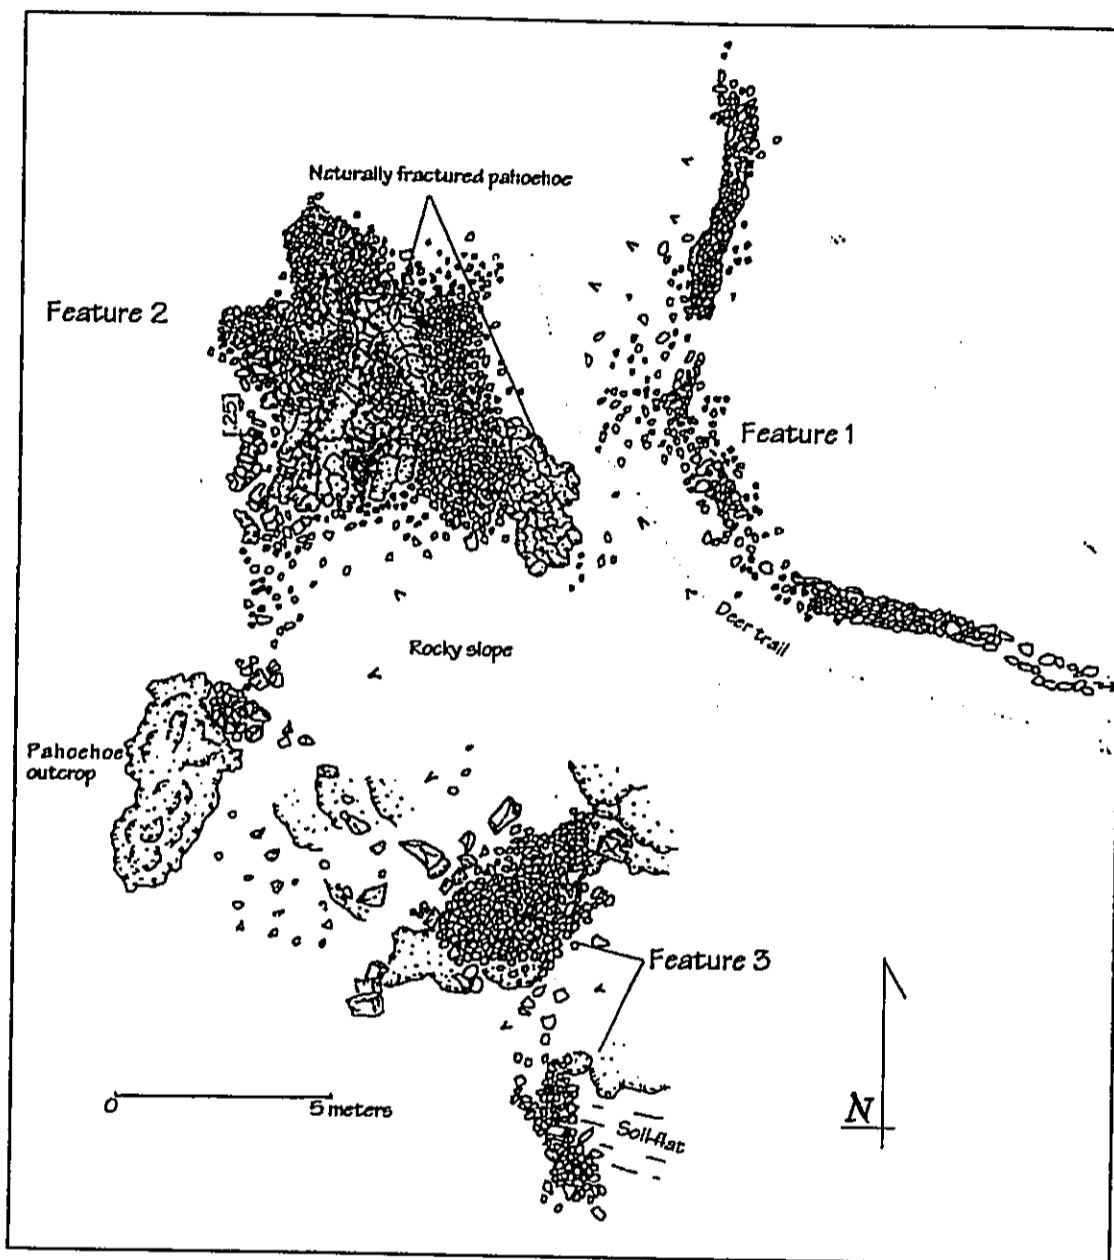 Naturally fractured pahoehoe
Feature 2
[.25]
Feature 1
Deer trail
Rocky slope
Pahoehoe
outcrop
Feature 3
0 5 meters
Soil flat
N